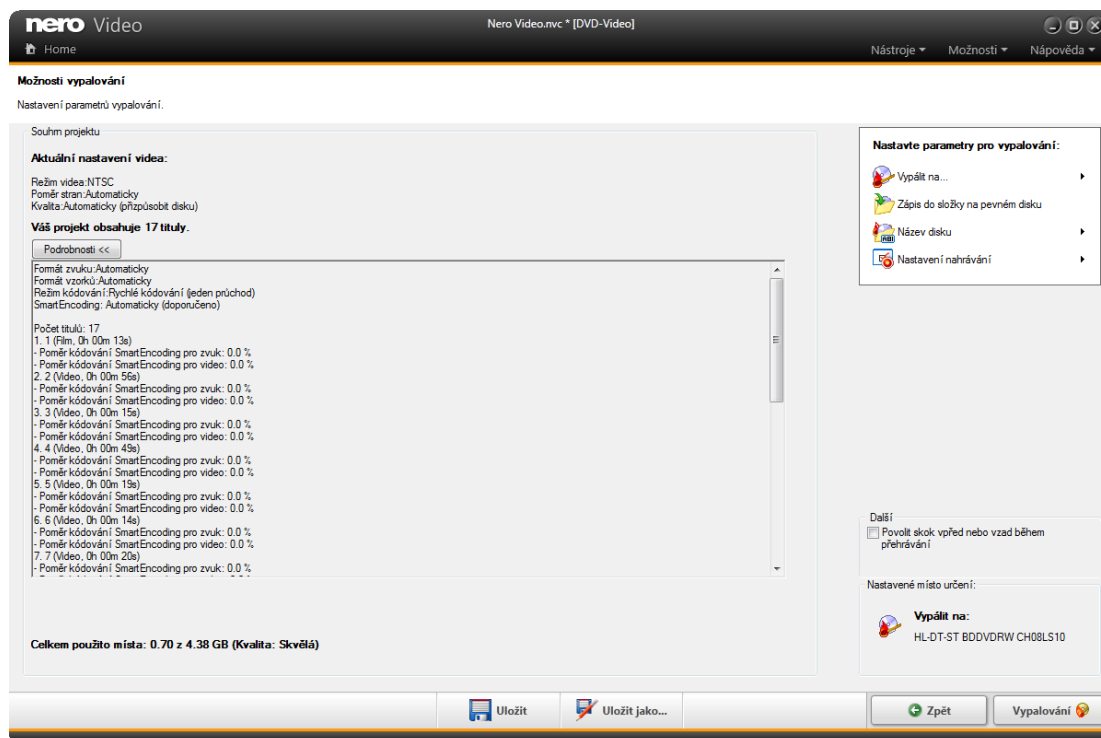 nero Video
Nero Video.nvc * [DVD-Video]
Home
Nástroje
Možnosti
Nápověda
Možnosti vypalování
Nastavení parametrů vypalování.
Souhrn projektu
Aktuální nastavení videa:
Režim videa:NTSC
Poměr stran:Automaticky
Kvalita:Automaticky (přizpůsobit disku)
Váš projekt obsahuje 17 tituly.
Podrobnosti <<
Formát zvuku:Automaticky
Formát vzorků:Automaticky
Režim kódování:Rychlé kódování (jeden průchod)
SmartEncoding: Automaticky (doporučeno)
Počet titulů: 17
1. 1 (Film, 0h 00m 13s)
- Poměr kódování SmartEncoding pro zvuk: 0.0 %
- Poměr kódování SmartEncoding pro video: 0.0 %
2. 2 (Video, 0h 00m 56s)
- Poměr kódování SmartEncoding pro zvuk: 0.0 %
- Poměr kódování SmartEncoding pro video: 0.0 %
3. 3 (Video, 0h 00m 15s)
- Poměr kódování SmartEncoding pro zvuk: 0.0 %
- Poměr kódování SmartEncoding pro video: 0.0 %
4. 4 (Video, 0h 00m 49s)
- Poměr kódování SmartEncoding pro zvuk: 0.0 %
- Poměr kódování SmartEncoding pro video: 0.0 %
5. 5 (Video, 0h 00m 19s)
- Poměr kódování SmartEncoding pro zvuk: 0.0 %
- Poměr kódování SmartEncoding pro video: 0.0 %
6. 6 (Video, 0h 00m 14s)
- Poměr kódování SmartEncoding pro zvuk: 0.0 %
- Poměr kódování SmartEncoding pro video: 0.0 %
7. 7 (Video, 0h 00m 20s)
- Poměr kódování SmartEncoding pro zvuk: 0.0 %
Celkem použito místa: 0.70 z 4.38 GB (Kvalita: Skvělá)
Nastavte parametry pro vypalování:
Vypálit na...
Zápis do složky na pevném disku
Název disku
Nastavení nahrávání
Další
Povolit skok vpřed nebo vzad během
přehrávání
Nastavené místo určení:
Vypálit na:
HL-DT-ST BDDVDRW CH08LS10
Uložit
Uložit jako...
Zpět
Vypalování